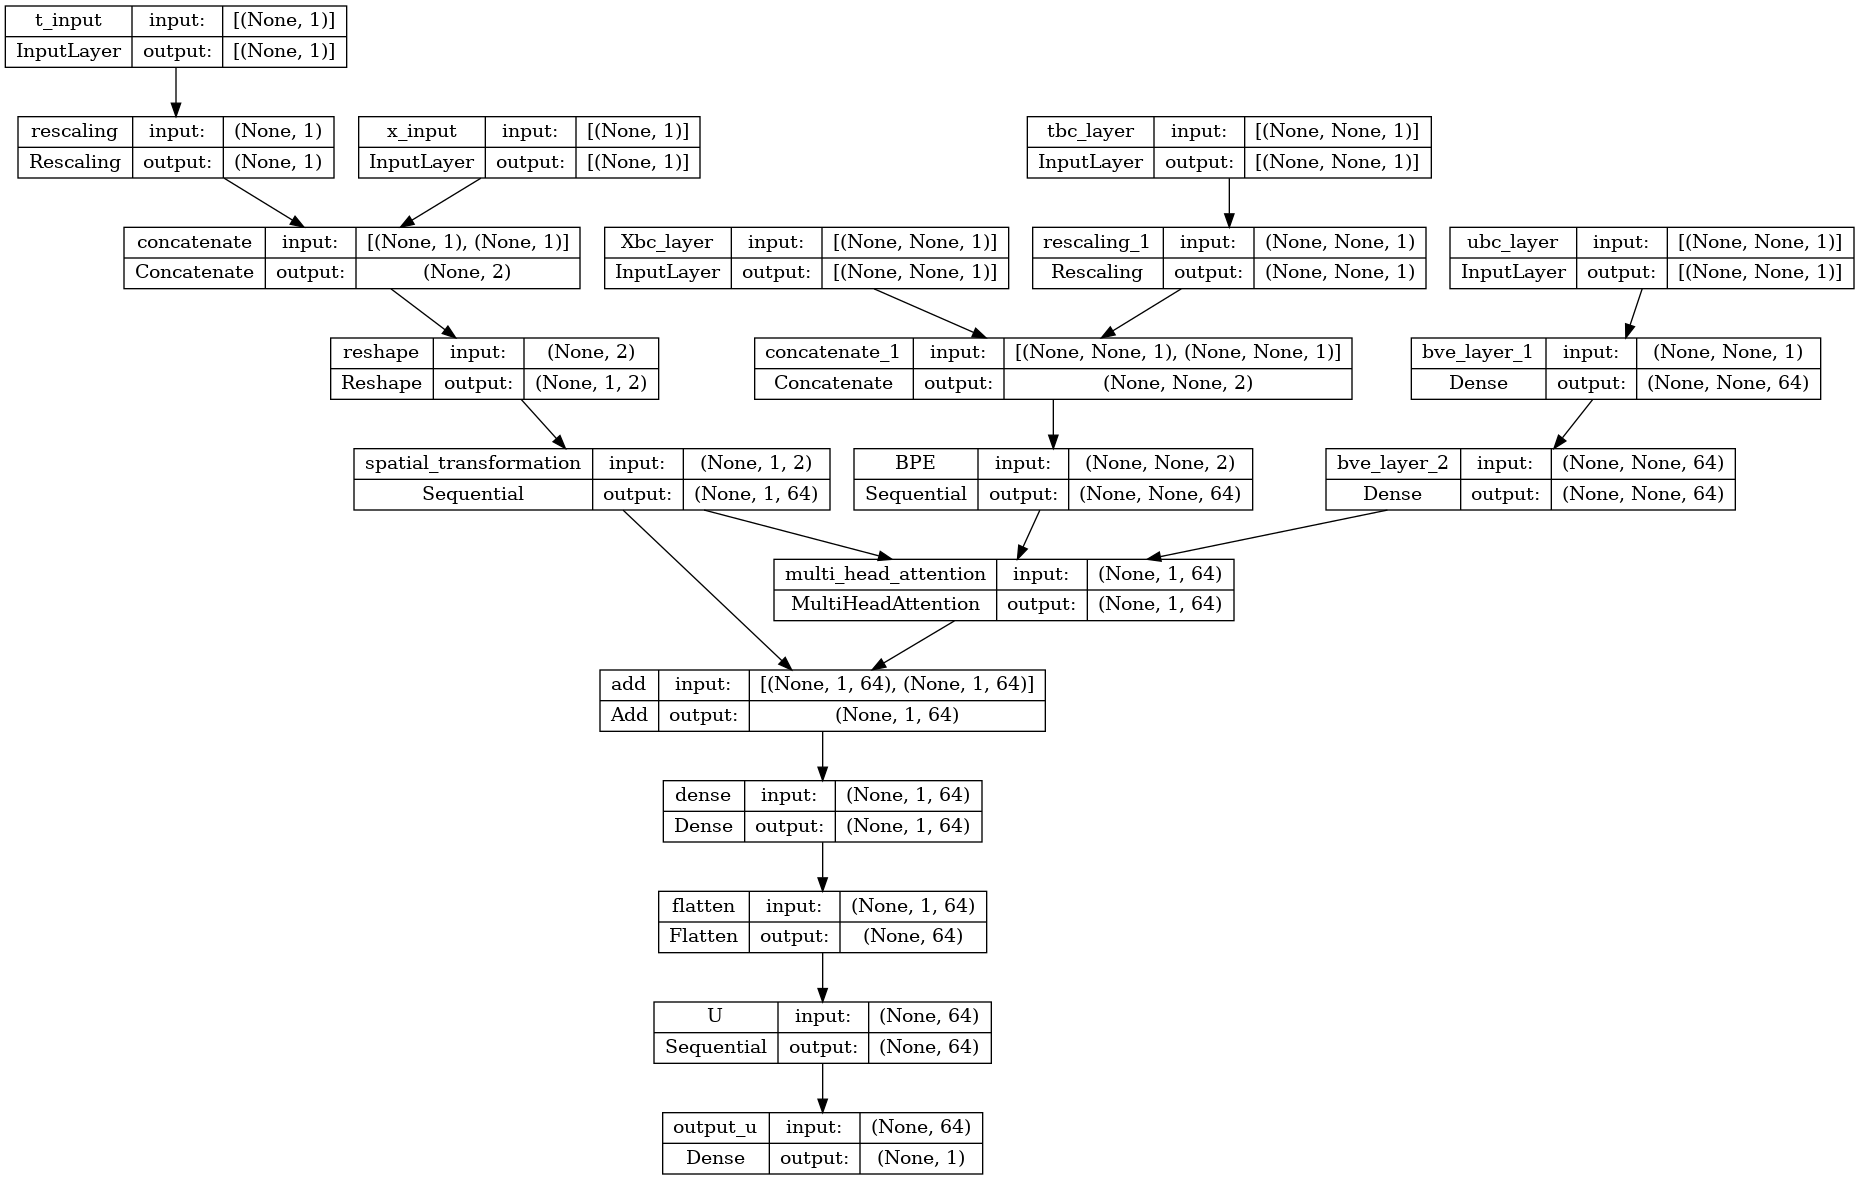 t_input input: [(None, 1)]
InputLayer output: [(None, 1)]
rescaling input: (None, 1)
Rescaling output: (None, 1)
x_input input: [(None, 1)]
InputLayer output: [(None, 1)]
tbc_layer input: [(None, None, 1)]
InputLayer output: [(None, None, 1)]
concatenate input: [(None, 1), (None, 1)]
Concatenate output: (None, 2)
Xbc_layer input: [(None, None, 1)]
InputLayer output: [(None, None, 1)]
rescaling_1 input: (None, None, 1)
Rescaling output: (None, None, 1)
ubc_layer input: [(None, None, 1)]
InputLayer output: [(None, None, 1)]
reshape input: (None, 2)
Reshape output: (None, 1, 2)
concatenate_1 input: [(None, None, 1), (None, None, 1)]
Concatenate output: (None, None, 2)
bve_layer_1 input: (None, None, 1)
Dense output: (None, None, 64)
spatial_transformation input: (None, 1, 2)
Sequential output: (None, 1, 64)
BPE input: (None, None, 2)
Sequential output: (None, None, 64)
bve_layer_2 input: (None, None, 64)
Dense output: (None, None, 64)
multi_head_attention input: (None, 1, 64)
MultiHeadAttention output: (None, 1, 64)
add input: [(None, 1, 64), (None, 1, 64)]
Add output: (None, 1, 64)
dense input: (None, 1, 64)
Dense output: (None, 1, 64)
flatten input: (None, 1, 64)
Flatten output: (None, 64)
U input: (None, 64)
Sequential output: (None, 64)
output_u input: (None, 64)
Dense output: (None, 1)